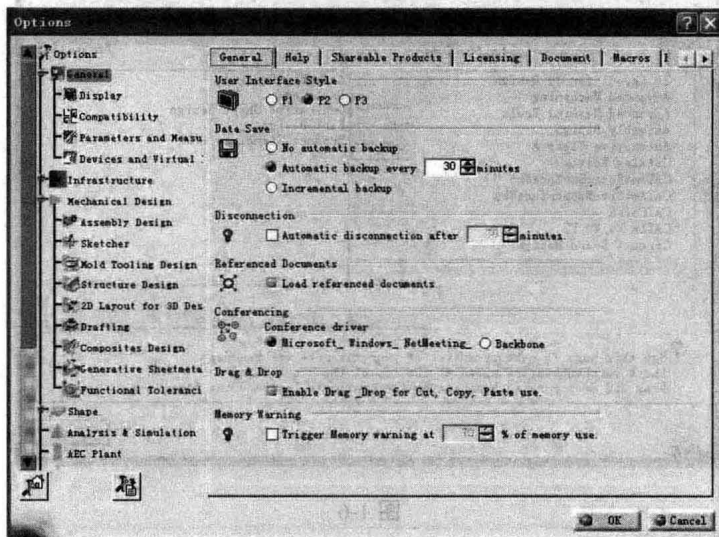 Options
Options
General
Display
Compatibility
Parameters and Measu
Devices and Virtual
Infrastructure
Mechanical Design
Assembly Design
Sketcher
Mold Tooling Design
Structure Design
2D Layout for 3D Des
Drafting
Composites Design
Generative Sheetmeta
Functional Toleranci
Shape
Analysis & Simulation
AEC Plant
General Help Shareable Products Licensing Document Macros
User Interface Style
P1 P2 P3
Data Save
No automatic backup
Automatic backup every 30 minutes
Incremental backup
Disconnection
Automatic disconnection after 30 minutes
Referenced Documents
Load referenced documents
Conferencing
Conference driver
Microsoft_ Windows_ NetMeeting_ Backbone
Drag & Drop
Enable Drag _Drop for Cut, Copy, Paste use.
Memory Warning
Trigger Memory warning at 70 % of memory use.
OK Cancel